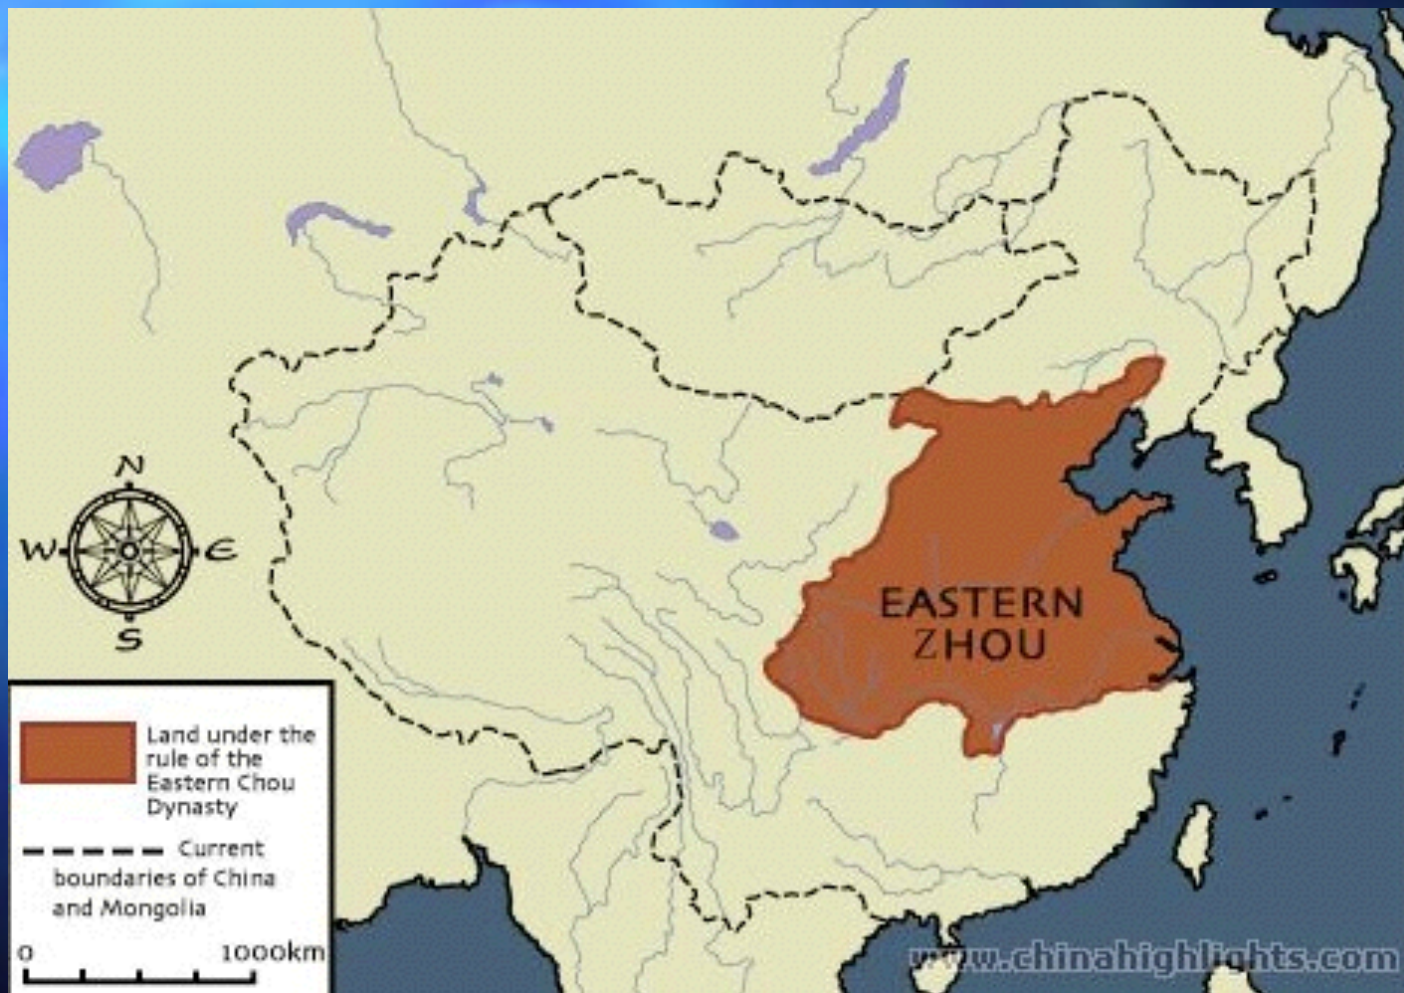 N
W E
S
EASTERN
ZHOU
Land under the
rule of the
Eastern Chou
Dynasty
Current
boundaries of China
and Mongolia
0 1000km
www.chinahighlights.com